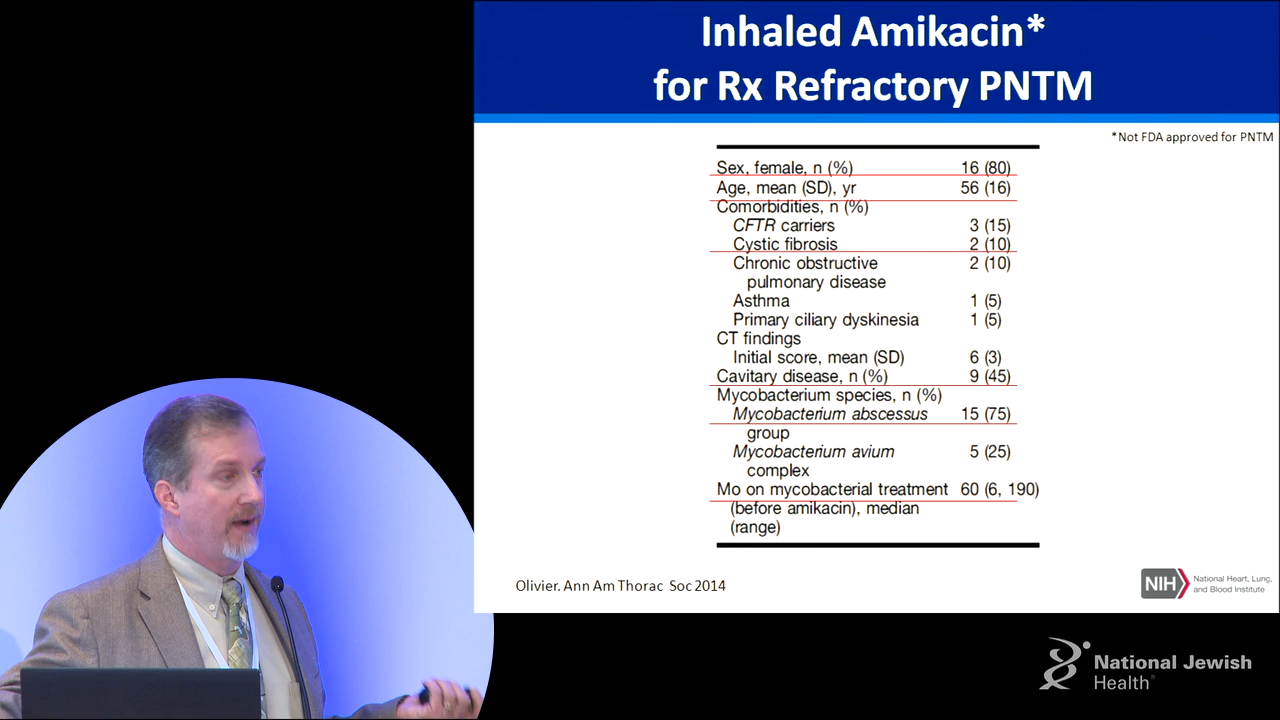 Inhaled Amikacin*
for Rx Refractory PNTM
*Not FDA approved for PNTM
Sex, female, n (%) 16 (80)
Age, mean (SD), yr 56 (16)
Comorbidities, n (%)
CFTR carriers 3 (15)
Cystic fibrosis 2 (10)
Chronic obstructive 2 (10)
pulmonary disease
Asthma 1 (5)
Primary ciliary dyskinesia 1 (5)
CT findings
Initial score, mean (SD) 6 (3)
Cavitary disease, n (%) 9 (45)
Mycobacterium species, n (%)
Mycobacterium abscessus 15 (75)
group
Mycobacterium avium 5 (25)
complex
Mo on mycobacterial treatment 60 (6, 190)
(before amikacin), median
(range)
Olivier. Ann Am Thorac Soc 2014
NIH National Heart, Lung,
and Blood Institute
National Jewish
Health®